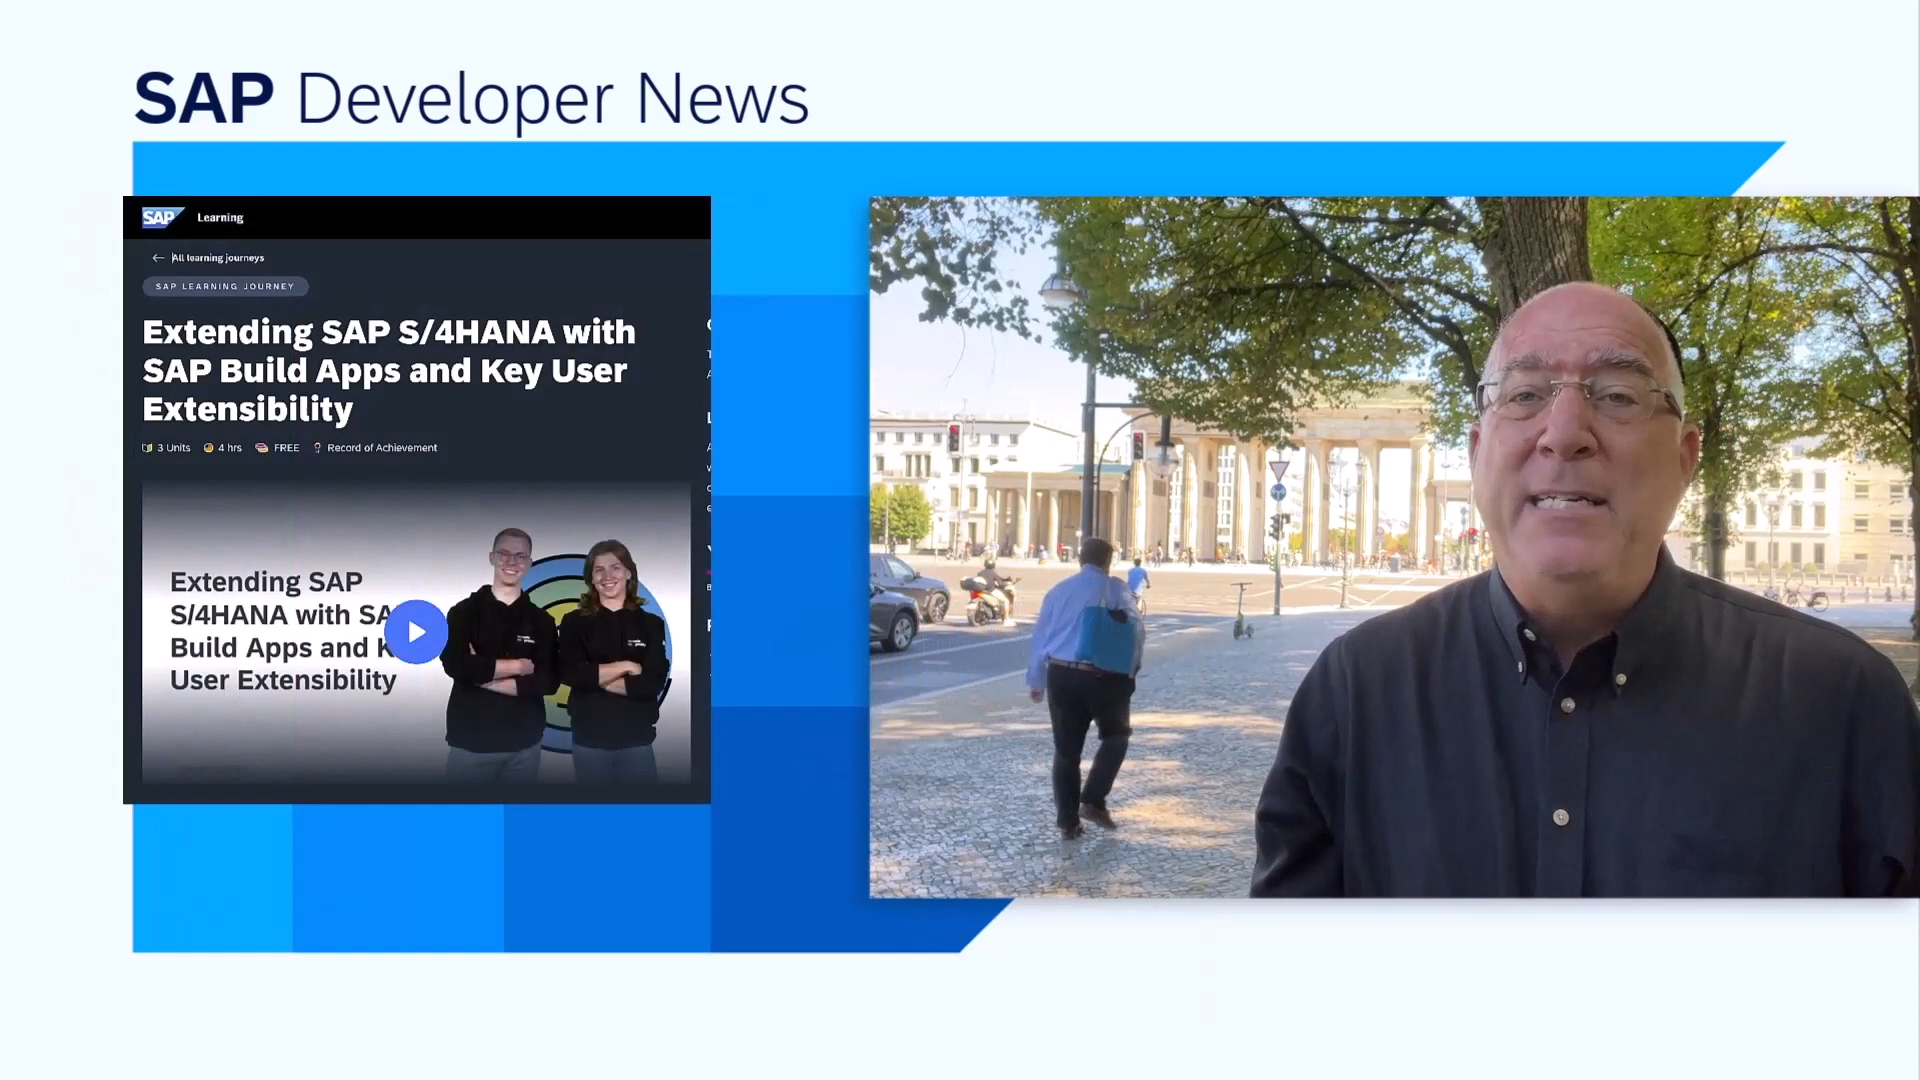 SAP Developer News
SAP Learning
All learning journeys
SAP LEARNING JOURNEY
Extending SAP S/4HANA with
SAP Build Apps and Key User
Extensibility
3 Units 4 hrs FREE Record of Achievement
Extending SAP
S/4HANA with SA
Build Apps and K
User Extensibility